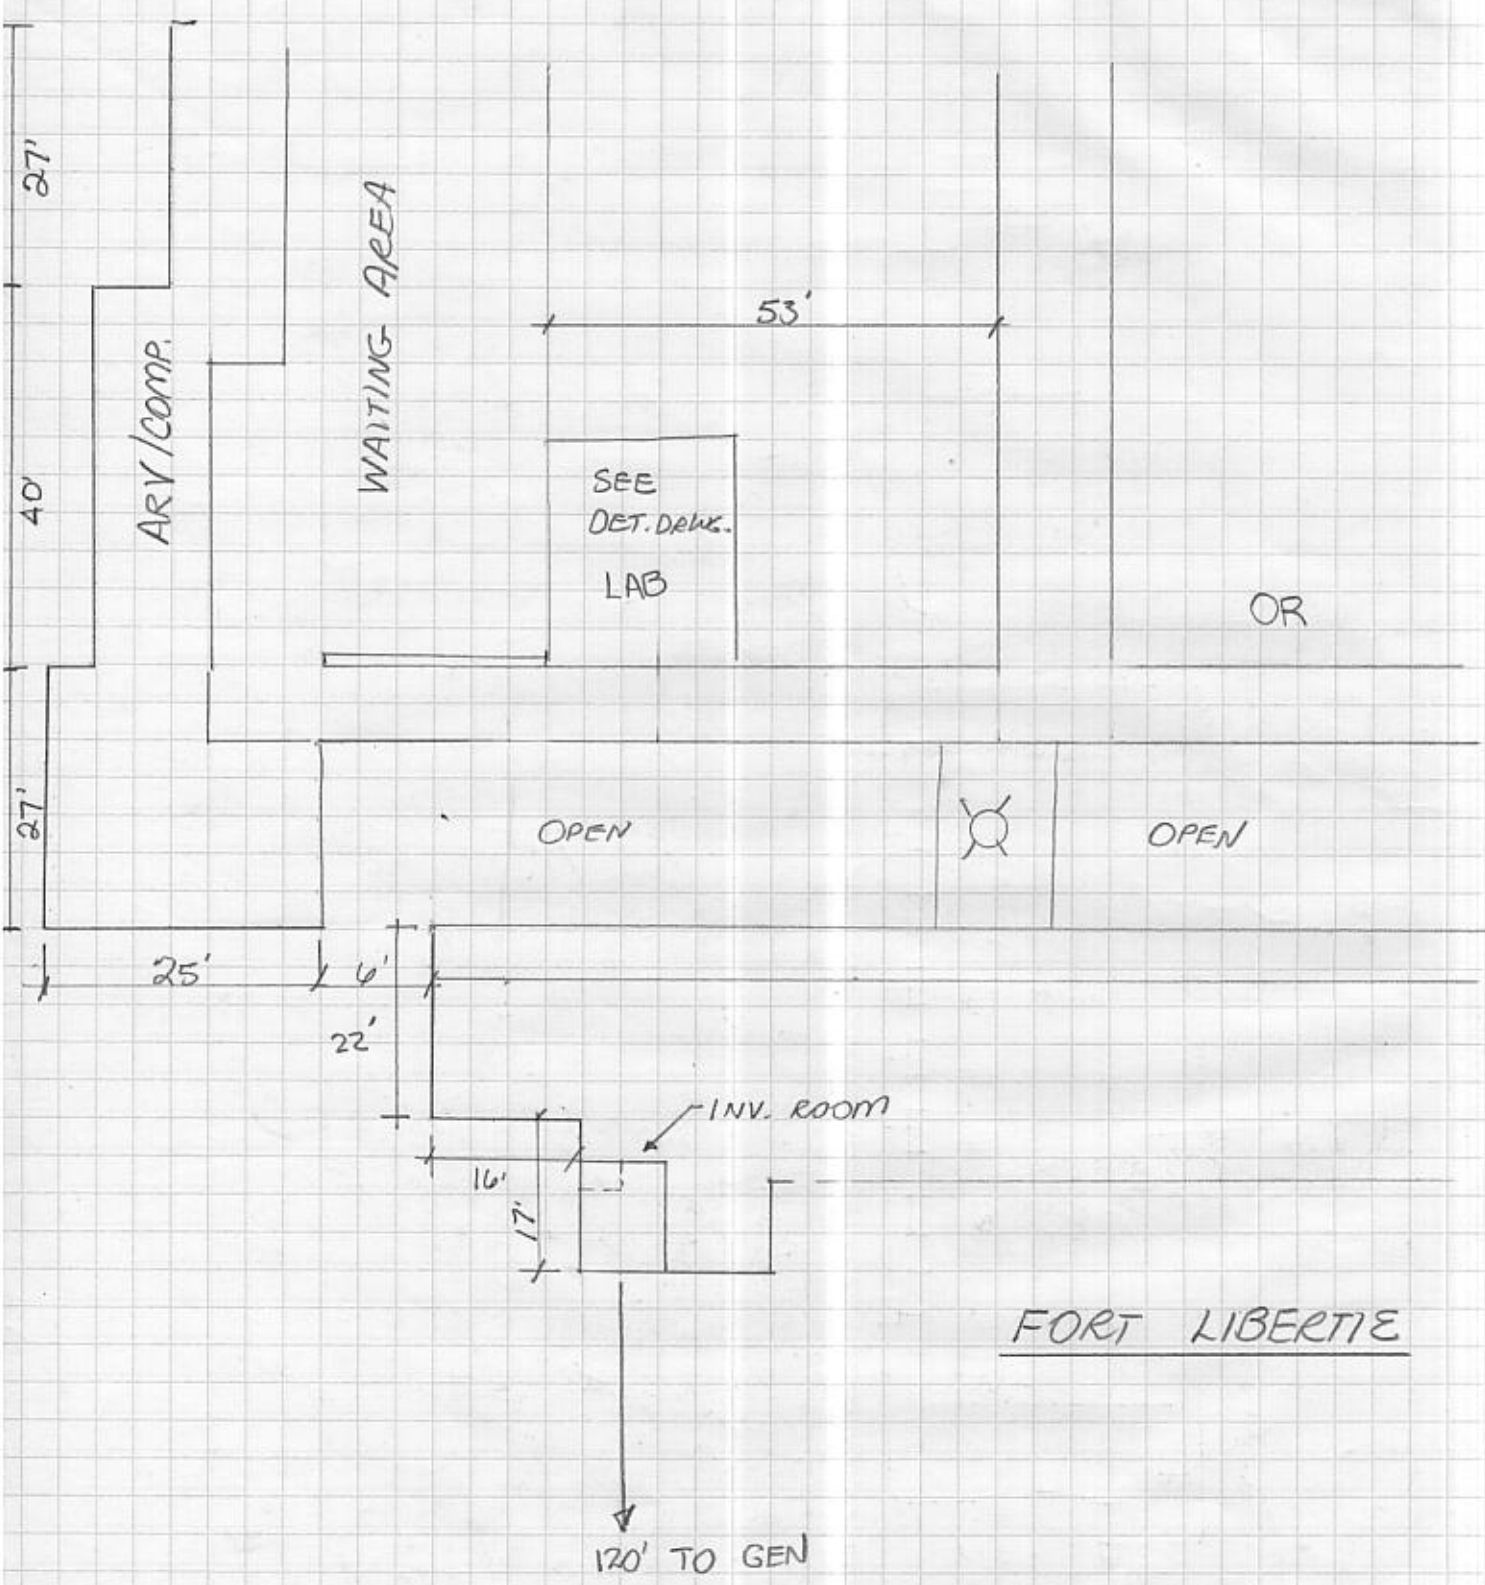 27'
WAITING AREA
53'
ARV/COMP.
40'
SEE
DET. DRWG.
LAB
OR
27'
OPEN
OPEN
25'
6'
22'
INV. ROOM
16'
17'
FORT LIBERTIE
120' TO GEN